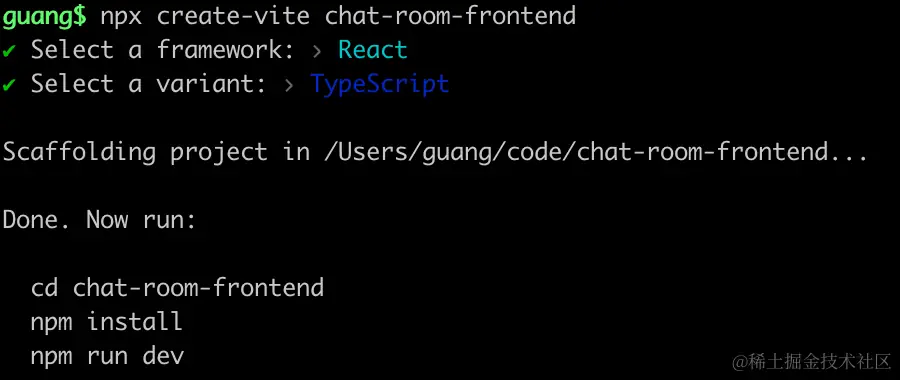 guang$ npx create-vite chat-room-frontend
✔ Select a framework: › React
✔ Select a variant: › TypeScript
Scaffolding project in /Users/guang/code/chat-room-frontend...
Done. Now run:
cd chat-room-frontend
npm install
npm run dev
@稀土掘金技术社区